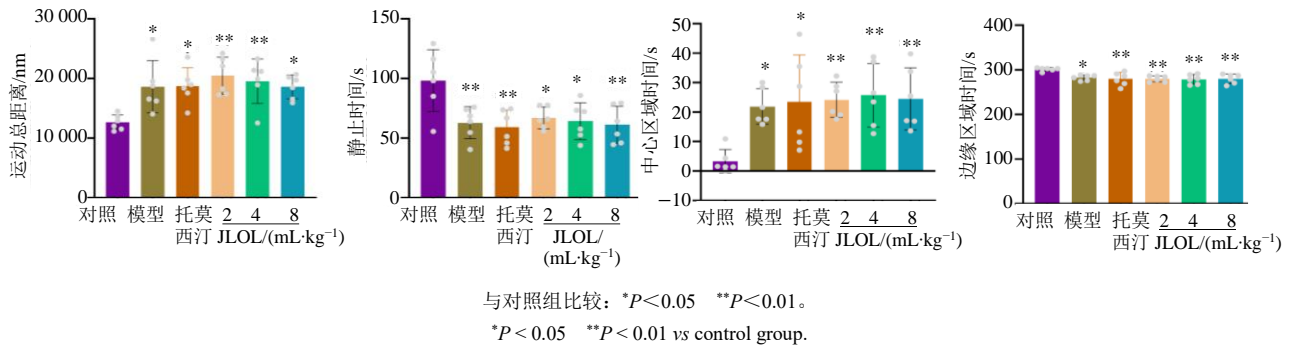 运动总距离/nm
30 000
20 000
10 000
0
* * ** ** *
对照 模型 托莫 2 4 8
西汀 JLOL/(mL·kg⁻¹)
静止时间/s
150
100
50
0
** ** * * **
对照 模型 托莫 2 4 8
西汀 JLOL/
(mL·kg⁻¹)
中心区域时间/s
50
40
30
20
10
0
−10
* * ** ** **
对照 模型 托莫 2 4 8
西汀 JLOL/(mL·kg⁻¹)
边缘区域时间/s
400
300
200
100
0
* ** ** ** **
对照 模型 托莫 2 4 8
西汀 JLOL/(mL·kg⁻¹)
与对照组比较：*P＜0.05 **P＜0.01。
*P < 0.05 **P < 0.01 vs control group.